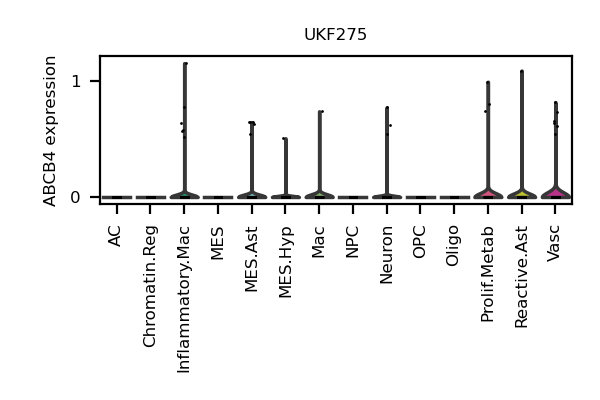 UKF275
ABCB4 expression
1
0
AC
Chromatin.Reg
Inflammatory.Mac
MES
MES.Ast
MES.Hyp
Mac
NPC
Neuron
OPC
Oligo
Prolif.Metab
Reactive.Ast
Vasc